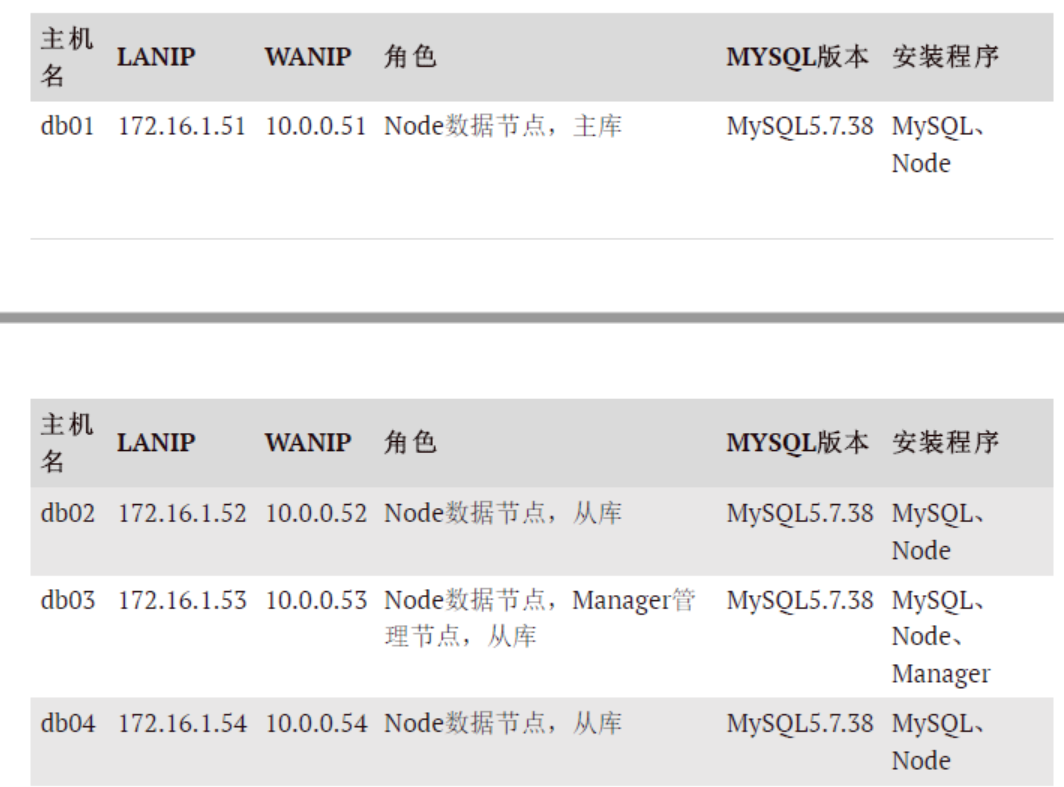 主机名 LANIP WANIP 角色 MYSQL版本 安装程序
db01 172.16.1.51 10.0.0.51 Node数据节点，主库 MySQL5.7.38 MySQL、
Node
主机名 LANIP WANIP 角色 MYSQL版本 安装程序
db02 172.16.1.52 10.0.0.52 Node数据节点，从库 MySQL5.7.38 MySQL、
Node
db03 172.16.1.53 10.0.0.53 Node数据节点，Manager管 MySQL5.7.38 MySQL、
理节点，从库 Node、
Manager
db04 172.16.1.54 10.0.0.54 Node数据节点，从库 MySQL5.7.38 MySQL、
Node